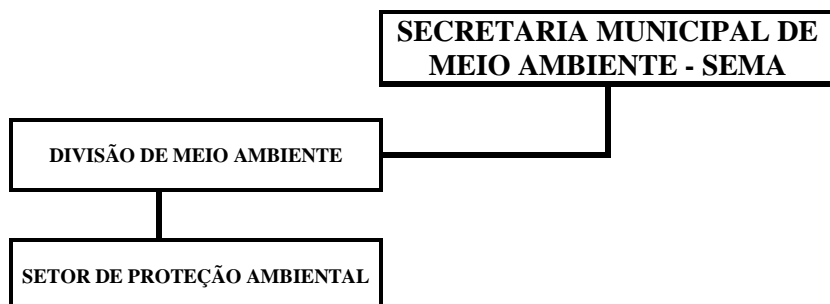 SECRETARIA MUNICIPAL DE
MEIO AMBIENTE - SEMA
DIVISÃO DE MEIO AMBIENTE
SETOR DE PROTEÇÃO AMBIENTAL